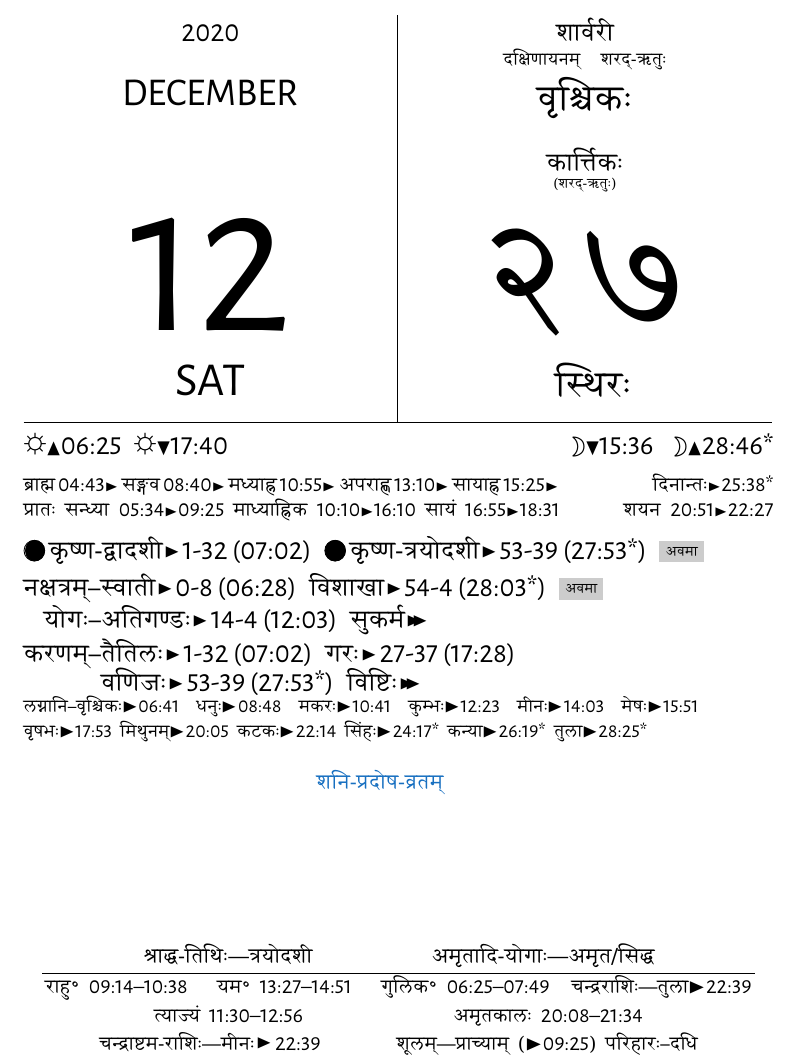 2020
DECEMBER
12
SAT
शार्वरी
दक्षिणायनम् शरद्-ऋतुः
वृश्चिकः
कार्त्तिकः
(शरद्-ऋतुः)
२७
स्थिरः
☼▲06:25 ☼▼17:40 ☽▼15:36 ☽▲28:46*
ब्राह्म 04:43► सङ्गव 08:40► मध्याह्न 10:55► अपराह्ण 13:10► सायाह्न 15:25► दिनान्तः►25:38*
प्रातः सन्ध्या 05:34►09:25 माध्याह्निक 10:10►16:10 सायं 16:55►18:31 शयन 20:51►22:27
कृष्ण-द्वादशी►1-32 (07:02) कृष्ण-त्रयोदशी►53-39 (27:53*) अवमा
नक्षत्रम्–स्वाती►0-8 (06:28) विशाखा►54-4 (28:03*) अवमा
योगः–अतिगण्डः►14-4 (12:03) सुकर्म►►
करणम्–तैतिलः►1-32 (07:02) गरः►27-37 (17:28)
वणिजः►53-39 (27:53*) विष्टिः►►
लग्नानि–वृश्चिकः►06:41 धनुः►08:48 मकरः►10:41 कुम्भः►12:23 मीनः►14:03 मेषः►15:51
वृषभः►17:53 मिथुनम्►20:05 कटकः►22:14 सिंहः►24:17* कन्या►26:19* तुला►28:25*
शनि-प्रदोष-व्रतम्
श्राद्ध-तिथिः—त्रयोदशी अमृतादि-योगाः—अमृत/सिद्ध
राहु° 09:14–10:38 यम° 13:27–14:51 गुलिक° 06:25–07:49 चन्द्रराशिः—तुला►22:39
त्याज्यं 11:30–12:56 अमृतकालः 20:08–21:34
चन्द्राष्टम-राशिः—मीनः► 22:39 शूलम्—प्राच्याम् (►09:25) परिहारः–दधि